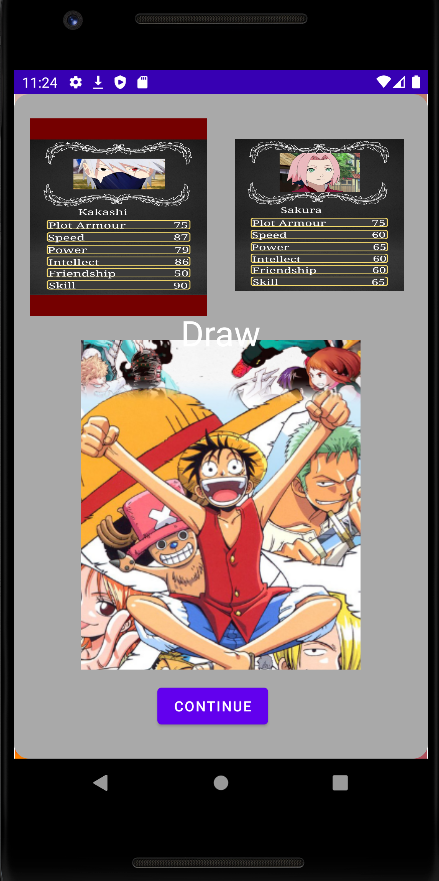 11:24
Kakashi
Plot Armour 75
Speed 87
Power 79
Intellect 86
Friendship 50
Skill 90
Sakura
Plot Armour 75
Speed 60
Power 65
Intellect 60
Friendship 60
Skill 65
Draw
CONTINUE